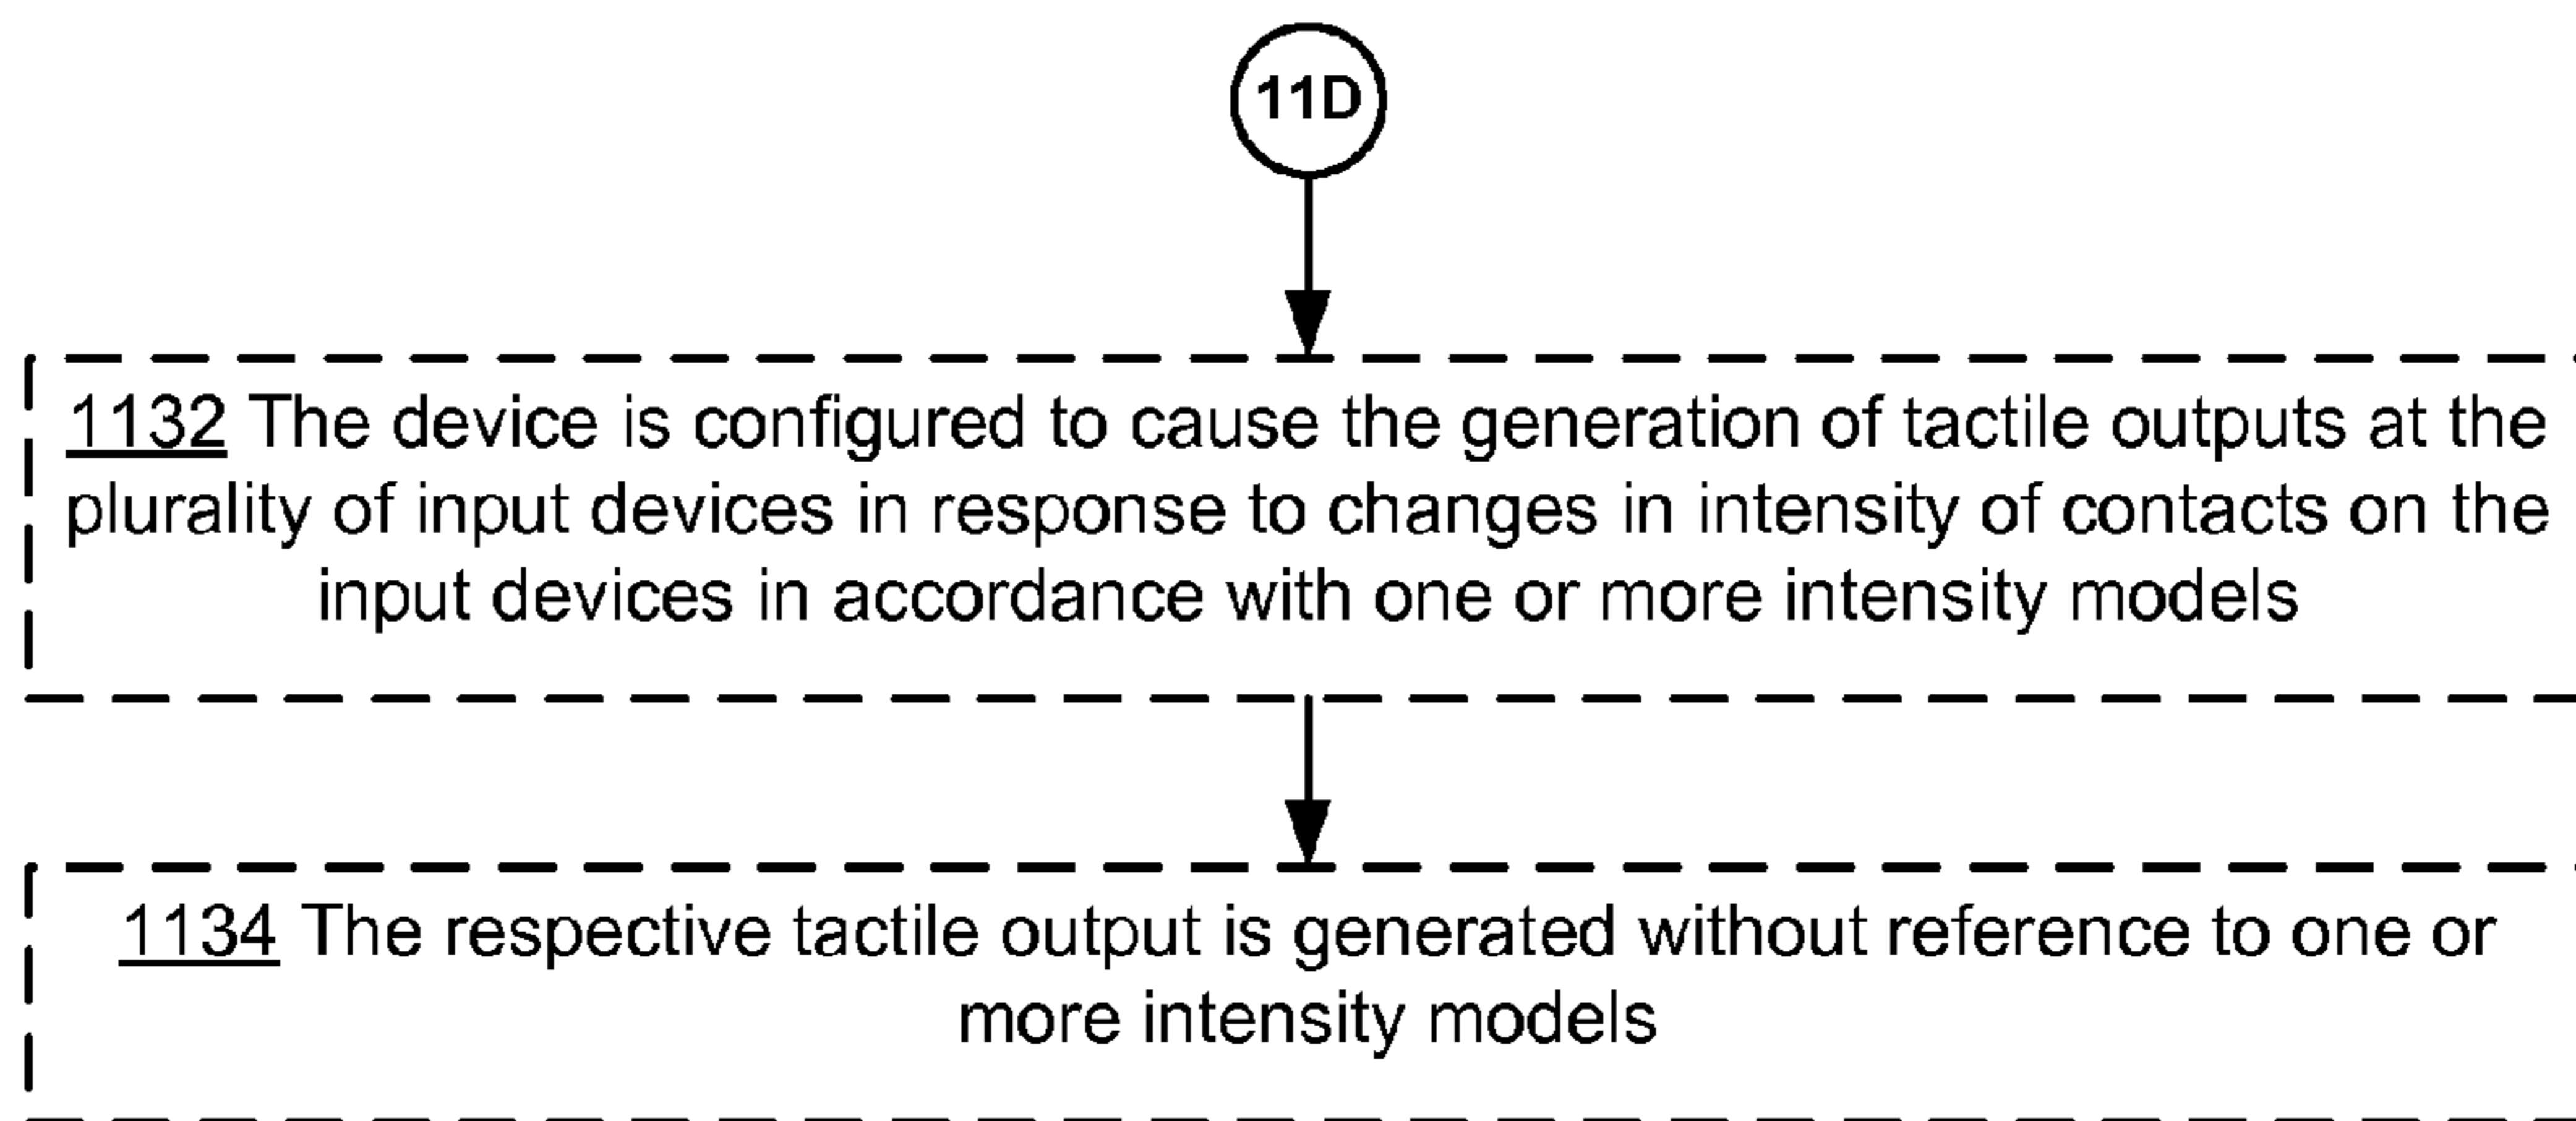 11D
1132 The device is configured to cause the generation of tactile outputs at the
plurality of input devices in response to changes in intensity of contacts on the
input devices in accordance with one or more intensity models
1134 The respective tactile output is generated without reference to one or
more intensity models